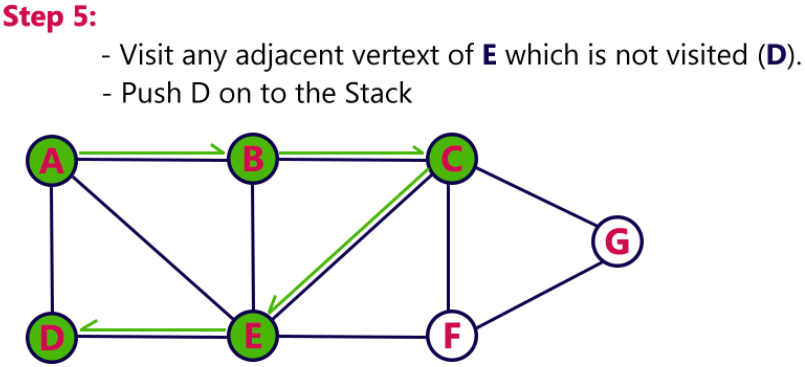 Step 5:
- Visit any adjacent vertext of E which is not visited (D).
- Push D on to the Stack
A B C
G
D E F